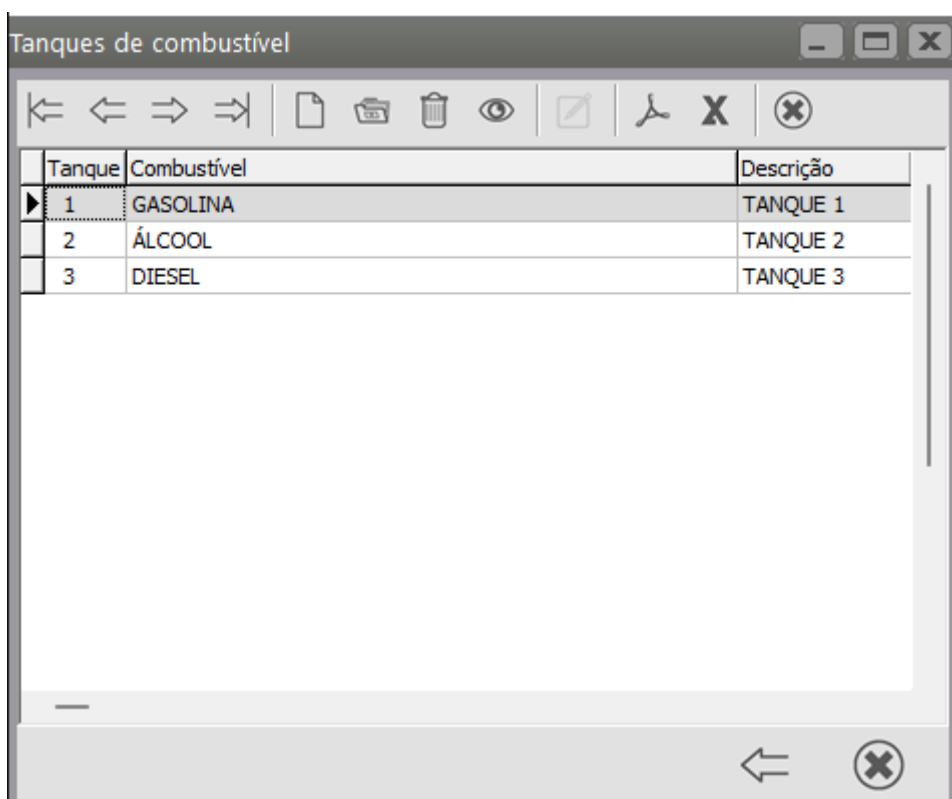 Tanques de combustível
Tanque Combustível Descrição
1 GASOLINA TANQUE 1
2 ÁLCOOL TANQUE 2
3 DIESEL TANQUE 3